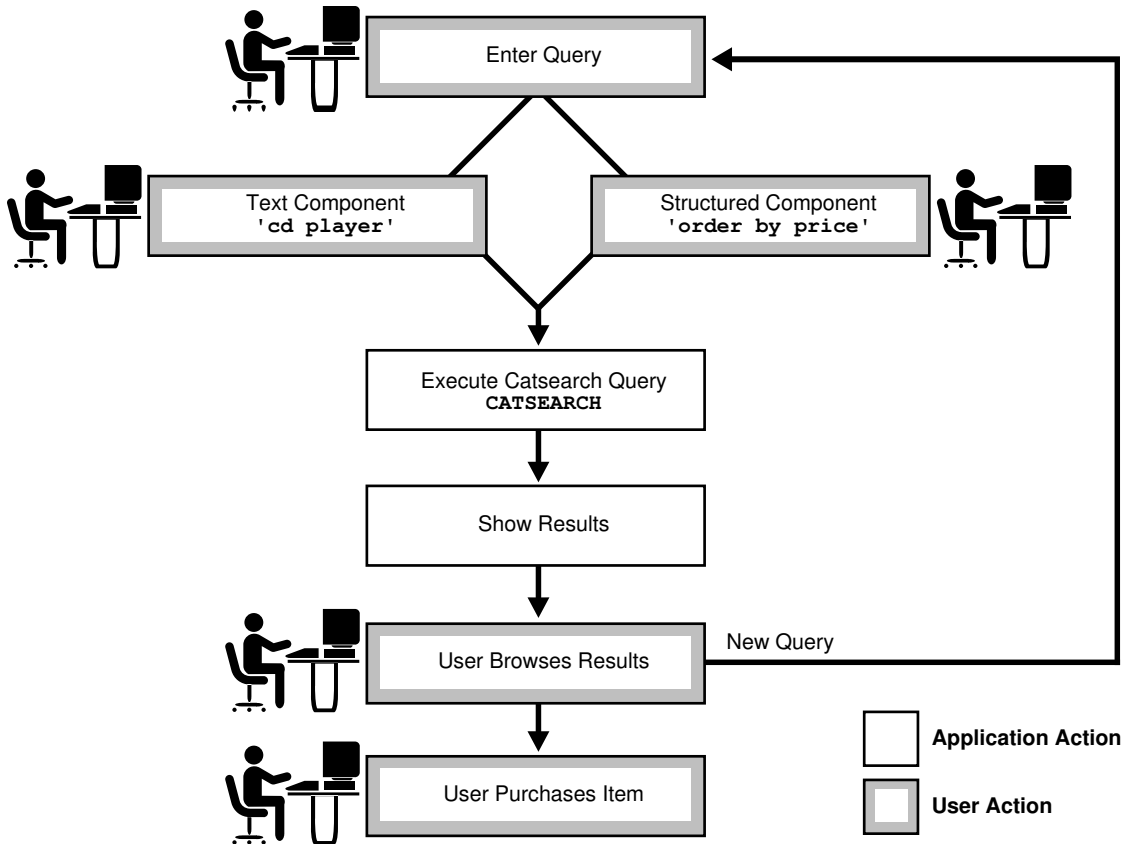 Enter Query
Text Component
'cd player'
Structured Component
'order by price'
Execute Catsearch Query
CATSEARCH
Show Results
User Browses Results
New Query
User Purchases Item
Application Action
User Action